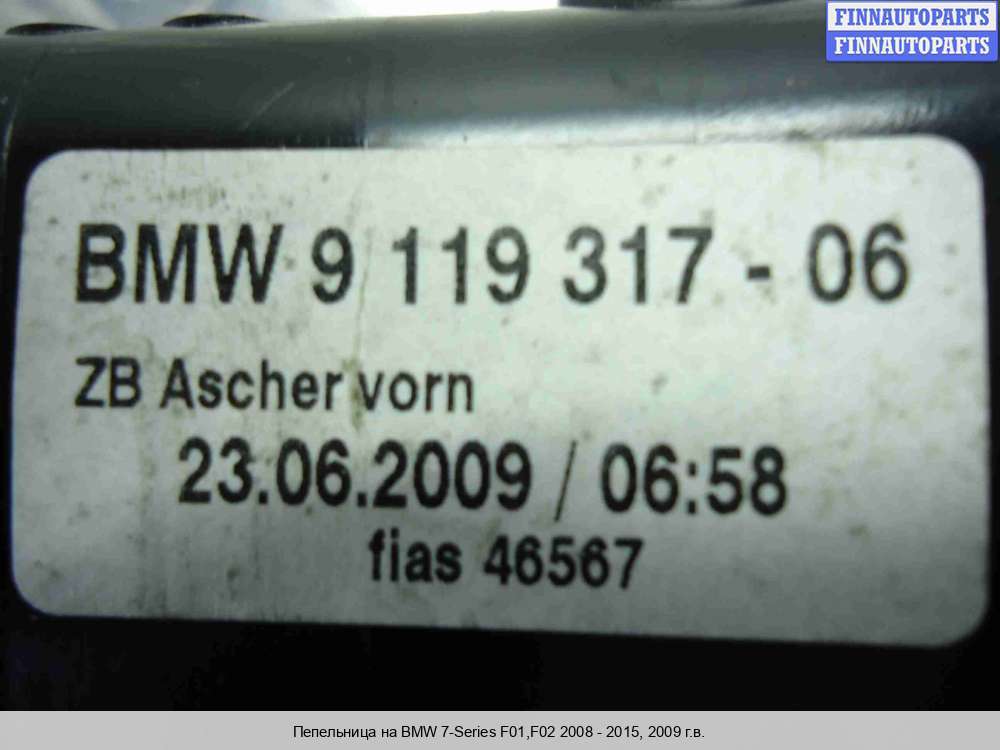 FINNAUTOPARTS
FINNAUTOPARTS
BMW 9 119 317 - 06
ZB Ascher vorn
23.06.2009 / 06:58
fias 46567
Пепельница на BMW 7-Series F01,F02 2008 - 2015, 2009 г.в.